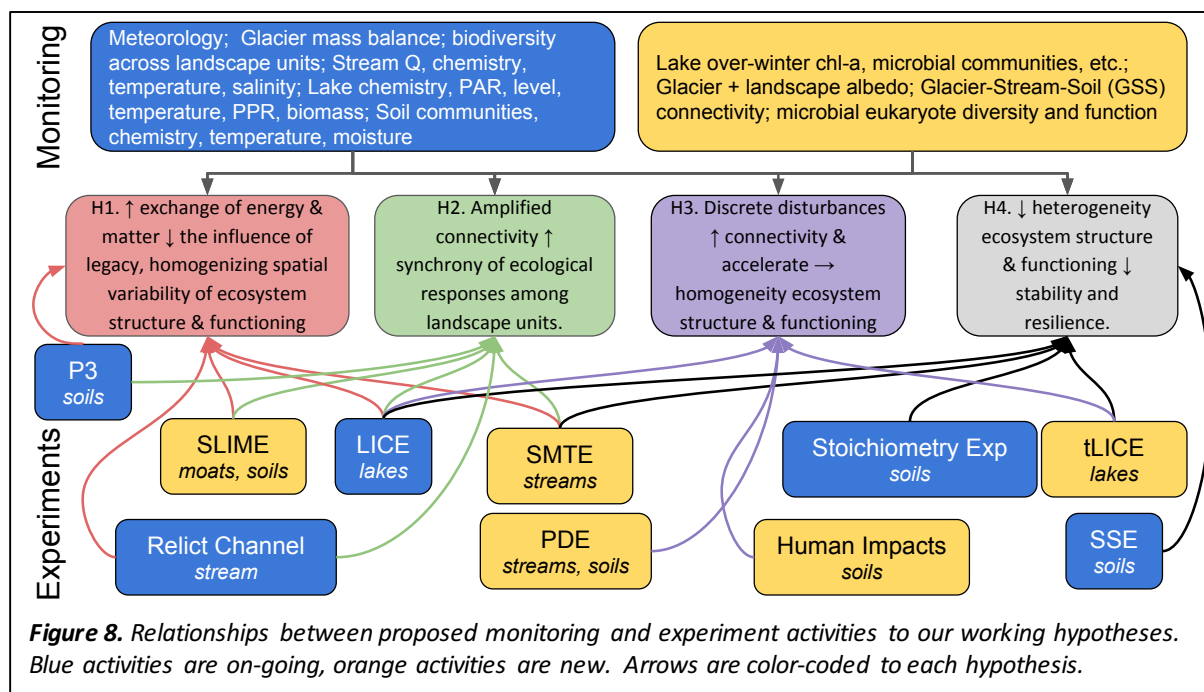 Monitoring
Meteorology; Glacier mass balance; biodiversity
across landscape units; Stream Q, chemistry,
temperature, salinity; Lake chemistry, PAR, level,
temperature, PPR, biomass; Soil communities,
chemistry, temperature, moisture
Lake over-winter chl-a, microbial communities, etc.;
Glacier + landscape albedo; Glacier-Stream-Soil (GSS)
connectivity; microbial eukaryote diversity and function
H1. ↑ exchange of energy &
matter ↓ the influence of
legacy, homogenizing spatial
variability of ecosystem
structure & functioning
H2. Amplified
connectivity ↑
synchrony of ecological
responses among
landscape units.
H3. Discrete disturbances
↑ connectivity &
accelerate →
homogeneity ecosystem
structure & functioning
H4. ↓ heterogeneity
ecosystem structure
& functioning ↓
stability and
resilience.
Experiments
P3
soils
SLIME
moats, soils
LICE
lakes
SMTE
streams
Stoichiometry Exp
soils
tLICE
lakes
Relict Channel
stream
PDE
streams, soils
Human Impacts
soils
SSE
soils
Figure 8. Relationships between proposed monitoring and experiment activities to our working hypotheses.
Blue activities are on-going, orange activities are new. Arrows are color-coded to each hypothesis.